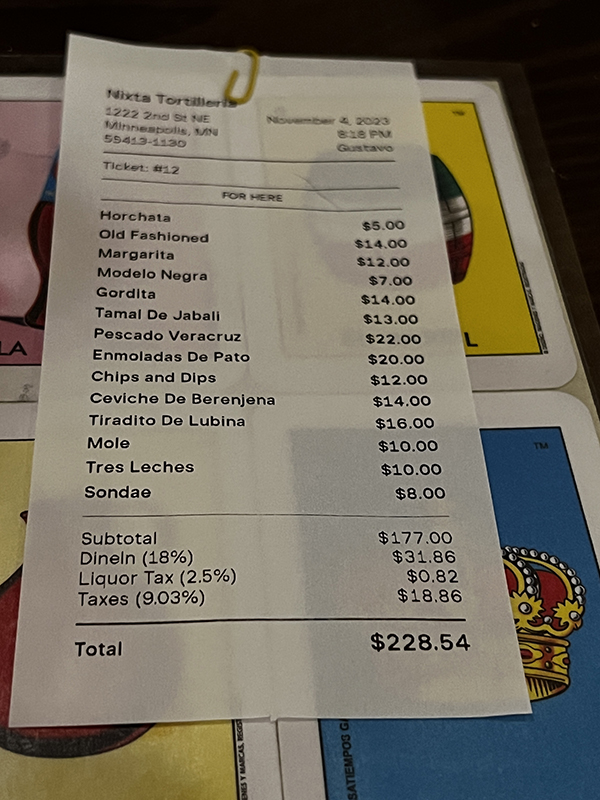 Nixta Tortilleria
1222 2nd St NE
Minneapolis, MN
55413-1130
November 4, 2023
8:18 PM
Gustavo
Ticket: #12
FOR HERE
Horchata $5.00
Old Fashioned $14.00
Margarita $12.00
Modelo Negra $7.00
Gordita $14.00
Tamal De Jabali $13.00
Pescado Veracruz $22.00
Enmoladas De Pato $20.00
Chips and Dips $12.00
Ceviche De Berenjena $14.00
Tiradito De Lubina $16.00
Mole $10.00
Tres Leches $10.00
Sondae $8.00
Subtotal $177.00
DineIn (18%) $31.86
Liquor Tax (2.5%) $0.82
Taxes (9.03%) $18.86
Total $228.54
LA
L
TM
SATIEMPOS G